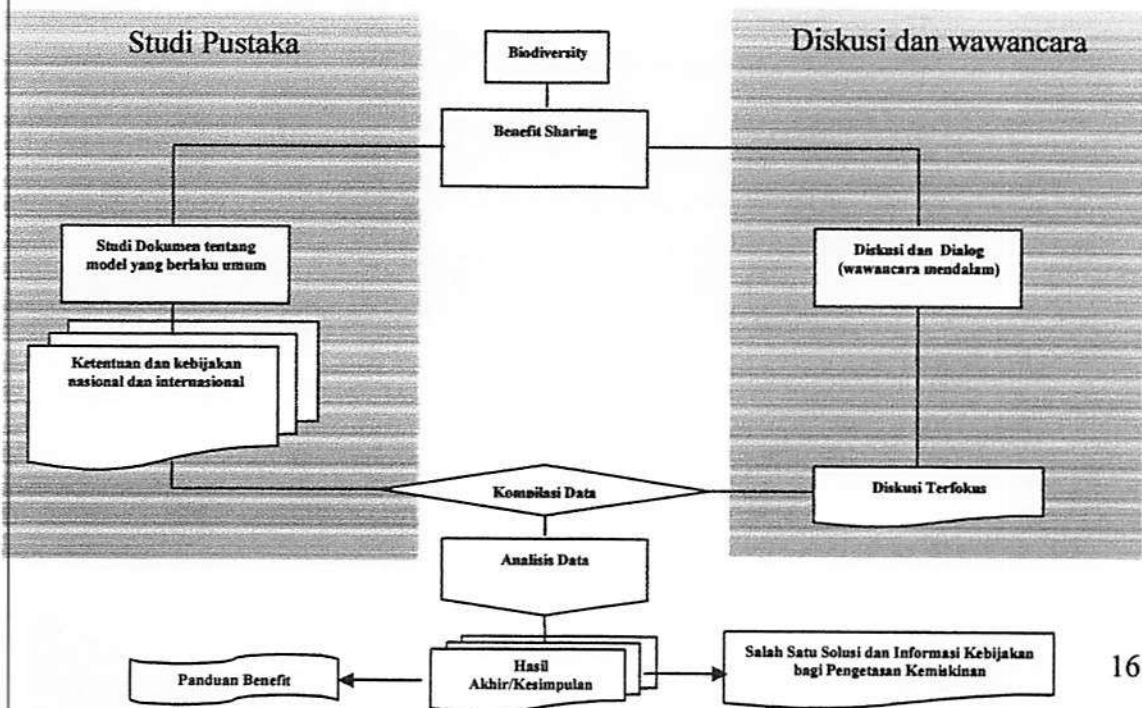 Studi Pustaka
Diskusi dan wawancara
Biodiversity
Benefit Sharing
Studi Dokumen tentang
model yang berlaku umum
Diskusi dan Dialog
(wawancara mendalam)
Ketentuan dan kebijakan
nasional dan internasional
Kompilasi Data
Diskusi Terfokus
Analisis Data
Panduan Benefit
Hasil
Akhir/Kesimpulan
Salah Satu Solusi dan Informasi Kebijakan
bagi Pengetasan Kemiskinan
16